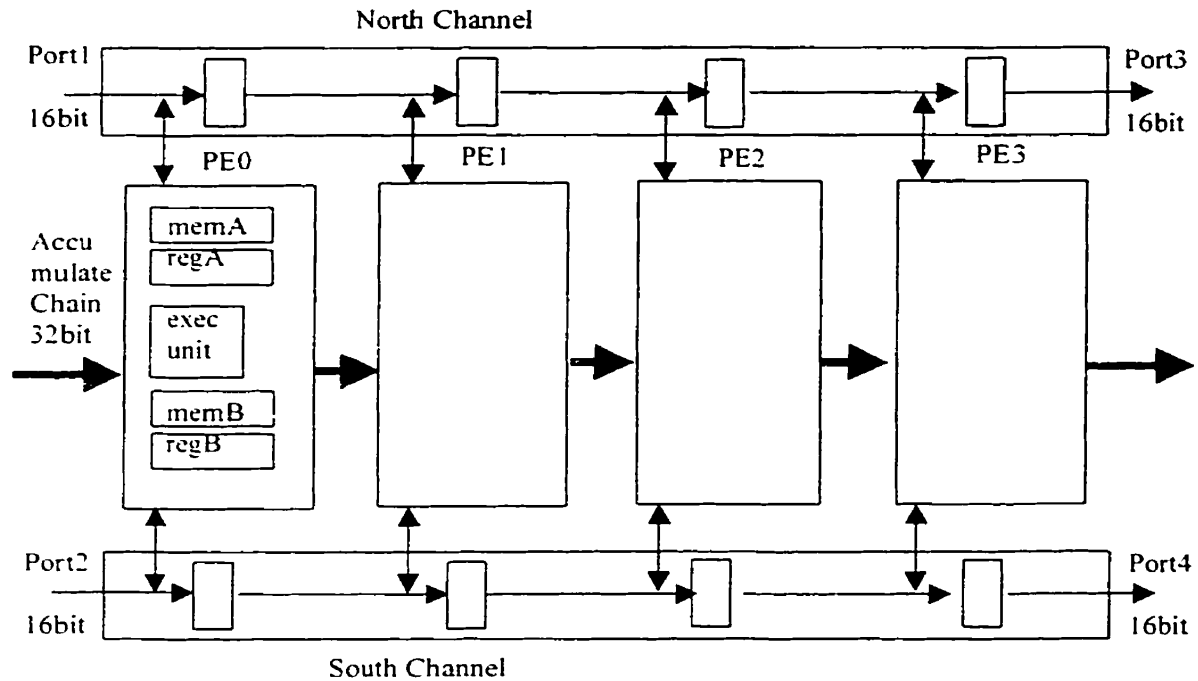 North Channel
Port1
Port3
16bit
16bit
PE0
PE1
PE2
PE3
memA
regA
Accu
mulate
Chain
32bit
exec
unit
memB
regB
Port2
Port4
16bit
16bit
South Channel